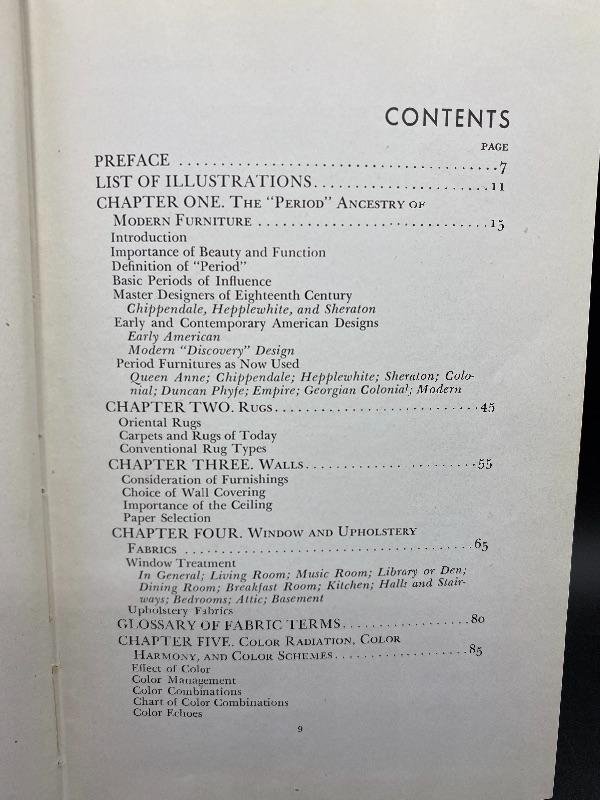 CONTENTS
PAGE
PREFACE ........................................7
LIST OF ILLUSTRATIONS......................11
CHAPTER ONE. THE "PERIOD" ANCESTRY OF
MODERN FURNITURE .............................15
Introduction
Importance of Beauty and Function
Definition of "Period"
Basic Periods of Influence
Master Designers of Eighteenth Century
Chippendale, Hepplewhite, and Sheraton
Early and Contemporary American Designs
Early American
Modern "Discovery" Design
Period Furnitures as Now Used
Queen Anne; Chippendale; Hepplewhite; Sheraton; Colo-
nial; Duncan Phyfe; Empire; Georgian Colonial; Modern
CHAPTER TWO. RUGS..........................45
Oriental Rugs
Carpets and Rugs of Today
Conventional Rug Types
CHAPTER THREE. WALLS......................55
Consideration of Furnishings
Choice of Wall Covering
Importance of the Ceiling
Paper Selection
CHAPTER FOUR. WINDOW AND UPHOLSTERY
FABRICS ....................................65
Window Treatment
In General; Living Room; Music Room; Library or Den;
Dining Room; Breakfast Room; Kitchen; Halls and Stair-
ways; Bedrooms; Attic; Basement
Upholstery Fabrics
GLOSSARY OF FABRIC TERMS.................80
CHAPTER FIVE. COLOR RADIATION, COLOR
HARMONY, AND COLOR SCHEMES.................85
Effect of Color
Color Management
Color Combinations
Chart of Color Combinations
Color Echoes
9